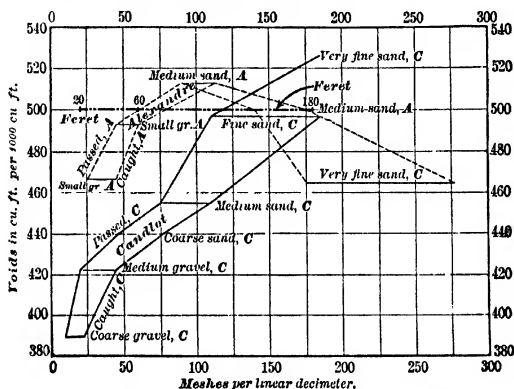 0 50 100 150 200 250 300
540 540
Very fine sand, C
520 520
Medium sand, A
Feret
20 60 180
500 500
Feret Alexandre Small gr. A Fine sand, C Medium sand, A
480 480
Passed, A Caught, A
Small gr. A Very fine sand, C
460 460
Medium sand, C
Passed, C
440 Coarse sand, C 440
Candlot
420 Medium gravel, C 420
Caught, C
400 400
Coarse gravel, C
380 380
0 50 100 150 200 250 300
Voids in cu. ft. per 1000 cu ft.
Meshes per linear decimeter.